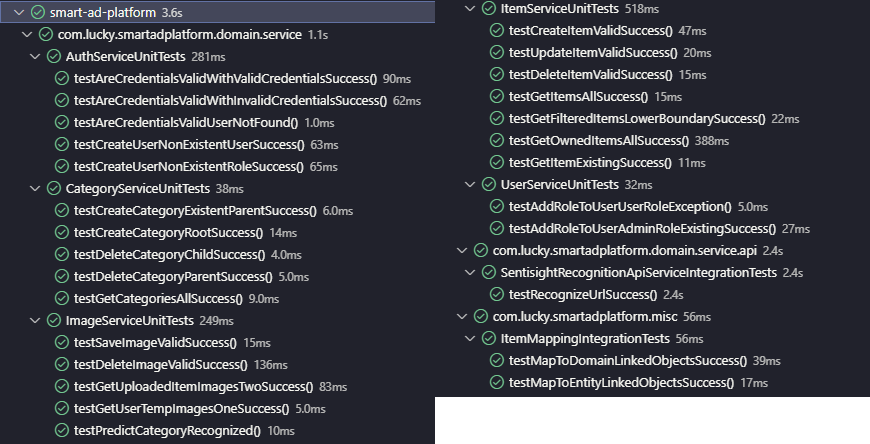 smart-ad-platform 3.6s
com.lucky.smartadplatform.domain.service 1.1s
AuthServiceUnitTests 281ms
testAreCredentialsValidWithValidCredentialsSuccess() 90ms
testAreCredentialsValidWithInvalidCredentialsSuccess() 62ms
testAreCredentialsValidUserNotFound() 1.0ms
testCreateUserNonExistentUserSuccess() 63ms
testCreateUserNonExistentRoleSuccess() 65ms
CategoryServiceUnitTests 38ms
testCreateCategoryExistentParentSuccess() 6.0ms
testCreateCategoryRootSuccess() 14ms
testDeleteCategoryChildSuccess() 4.0ms
testDeleteCategoryParentSuccess() 5.0ms
testGetCategoriesAllSuccess() 9.0ms
ImageServiceUnitTests 249ms
testSaveImageValidSuccess() 15ms
testDeleteImageValidSuccess() 136ms
testGetUploadedItemImagesTwoSuccess() 83ms
testGetUserTempImagesOneSuccess() 5.0ms
testPredictCategoryRecognized() 10ms
ItemServiceUnitTests 518ms
testCreateItemValidSuccess() 47ms
testUpdateItemValidSuccess() 20ms
testDeleteItemValidSuccess() 15ms
testGetItemsAllSuccess() 15ms
testGetFilteredItemsLowerBoundarySuccess() 22ms
testGetOwnedItemsAllSuccess() 388ms
testGetItemExistingSuccess() 11ms
UserServiceUnitTests 32ms
testAddRoleToUserUserRoleException() 5.0ms
testAddRoleToUserAdminRoleExistingSuccess() 27ms
com.lucky.smartadplatform.domain.service.api 2.4s
SentisightRecognitionApiServiceIntegrationTests 2.4s
testRecognizeUrlSuccess() 2.4s
com.lucky.smartadplatform.misc 56ms
ItemMappingIntegrationTests 56ms
testMapToDomainLinkedObjectsSuccess() 39ms
testMapToEntityLinkedObjectsSuccess() 17ms